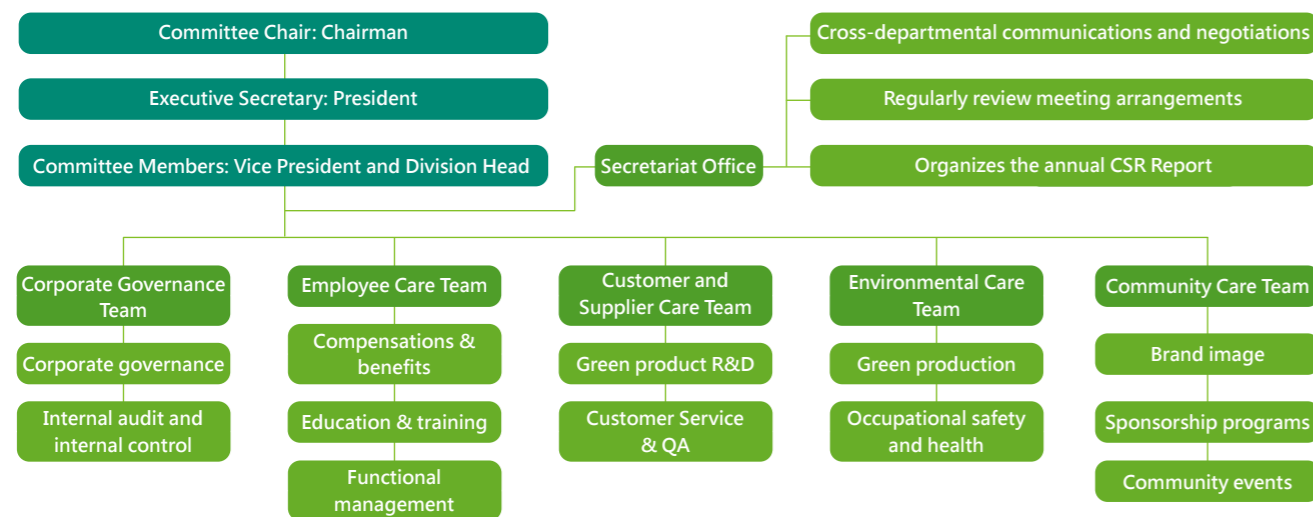 Committee Chair: Chairman
Executive Secretary: President
Committee Members: Vice President and Division Head
Secretariat Office
Cross-departmental communications and negotiations
Regularly review meeting arrangements
Organizes the annual CSR Report
Corporate Governance
Team
Corporate governance
Internal audit and
internal control
Employee Care Team
Compensations &
benefits
Education & training
Functional
management
Customer and
Supplier Care Team
Green product R&D
Customer Service
& QA
Environmental Care
Team
Green production
Occupational safety
and health
Community Care Team
Brand image
Sponsorship programs
Community events